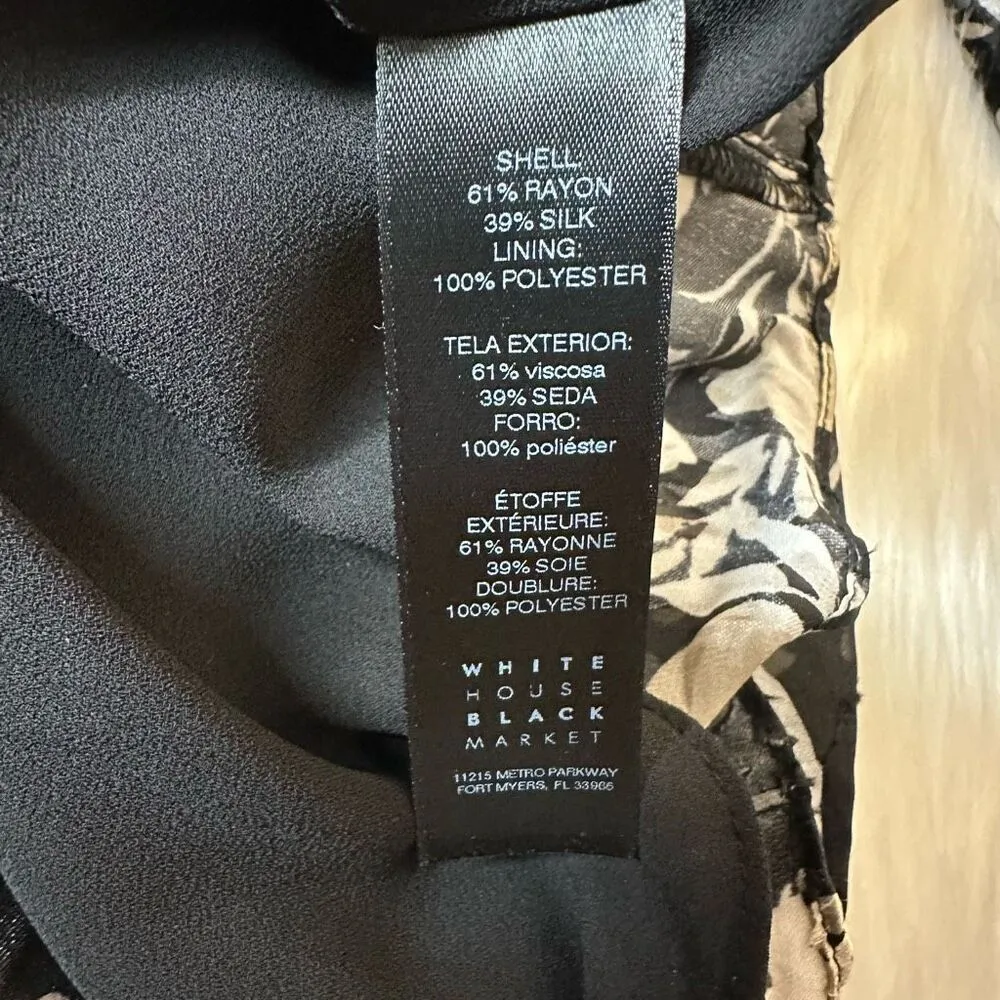 SHELL
61% RAYON
39% SILK
LINING:
100% POLYESTER
TELA EXTERIOR:
61% viscosa
39% SEDA
FORRO:
100% poliéster
ÉTOFFE
EXTÉRIEURE:
61% RAYONNE
39% SOIE
DOUBLURE:
100% POLYESTER
WHITE
HOUSE
BLACK
MARKET
11215 METRO PARKWAY
FORT MYERS, FL 33966